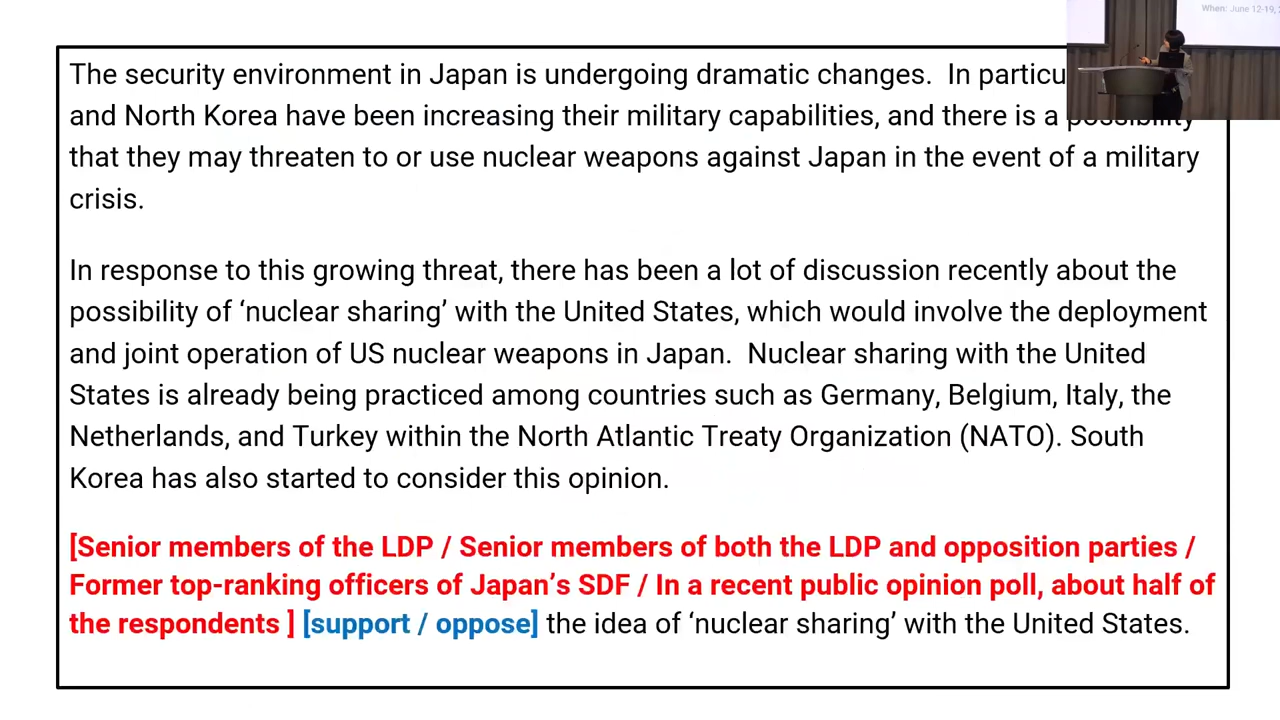 When: June 12-19,
The security environment in Japan is undergoing dramatic changes.  In
and North Korea have been increasing their military capabilities, and there is a possibility
that they may threaten to or use nuclear weapons against Japan in the event of a military
crisis.
In response to this growing threat, there has been a lot of discussion recently about the
possibility of ‘nuclear sharing’ with the United States, which would involve the deployment
and joint operation of US nuclear weapons in Japan.  Nuclear sharing with the United
States is already being practiced among countries such as Germany, Belgium, Italy, the
Netherlands, and Turkey within the North Atlantic Treaty Organization (NATO). South
Korea has also started to consider this opinion.
[Senior members of the LDP / Senior members of both the LDP and opposition parties /
Former top-ranking officers of Japan’s SDF / In a recent public opinion poll, about half of
the respondents ] [support / oppose] the idea of ‘nuclear sharing’ with the United States.